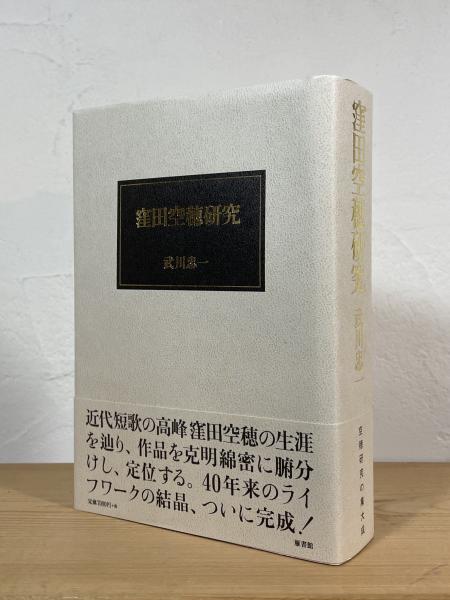 窪田空穂研究
武川忠一
近代短歌の高峰窪田空穂の生涯
を辿り、作品を克明綿密に腑分
けし、定位する。40年来のライ
フワークの結晶、ついに完成！
雁書館
窪田空穂研究
武川忠一
空穂研究の集大成